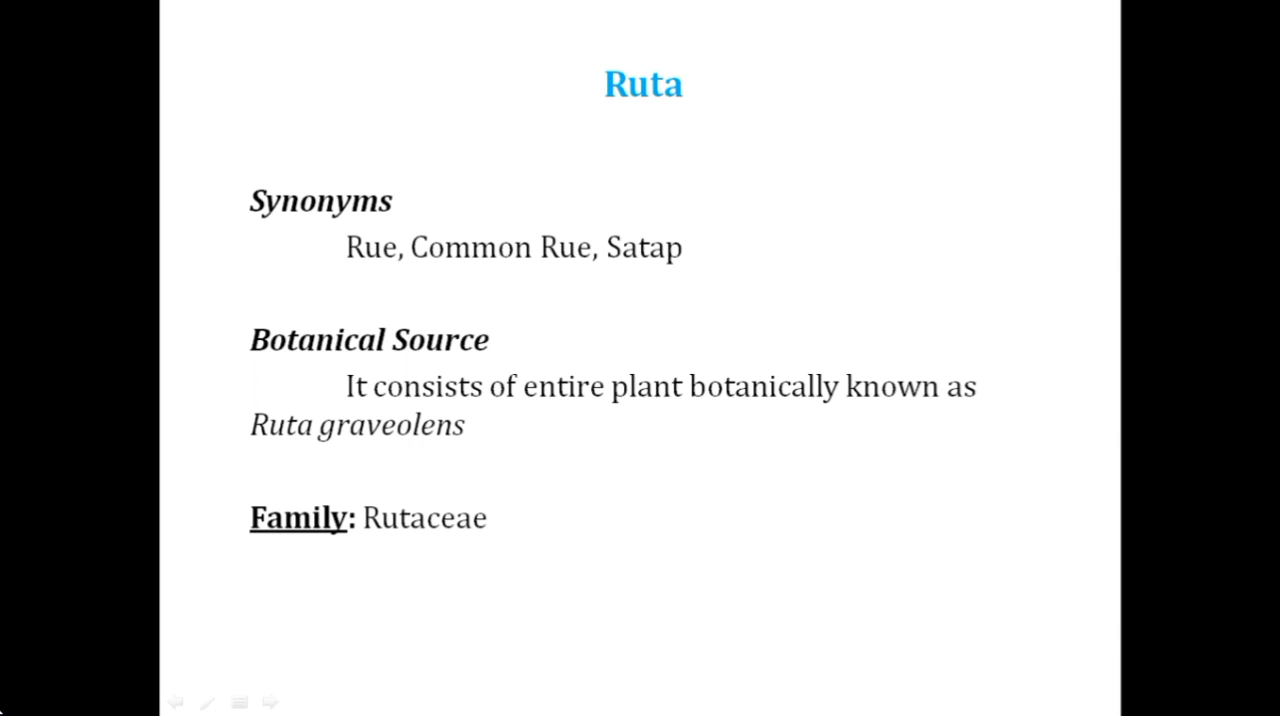 Ruta
Synonyms
Rue, Common Rue, Satap
Botanical Source
It consists of entire plant botanically known as
Ruta graveolens
Family: Rutaceae